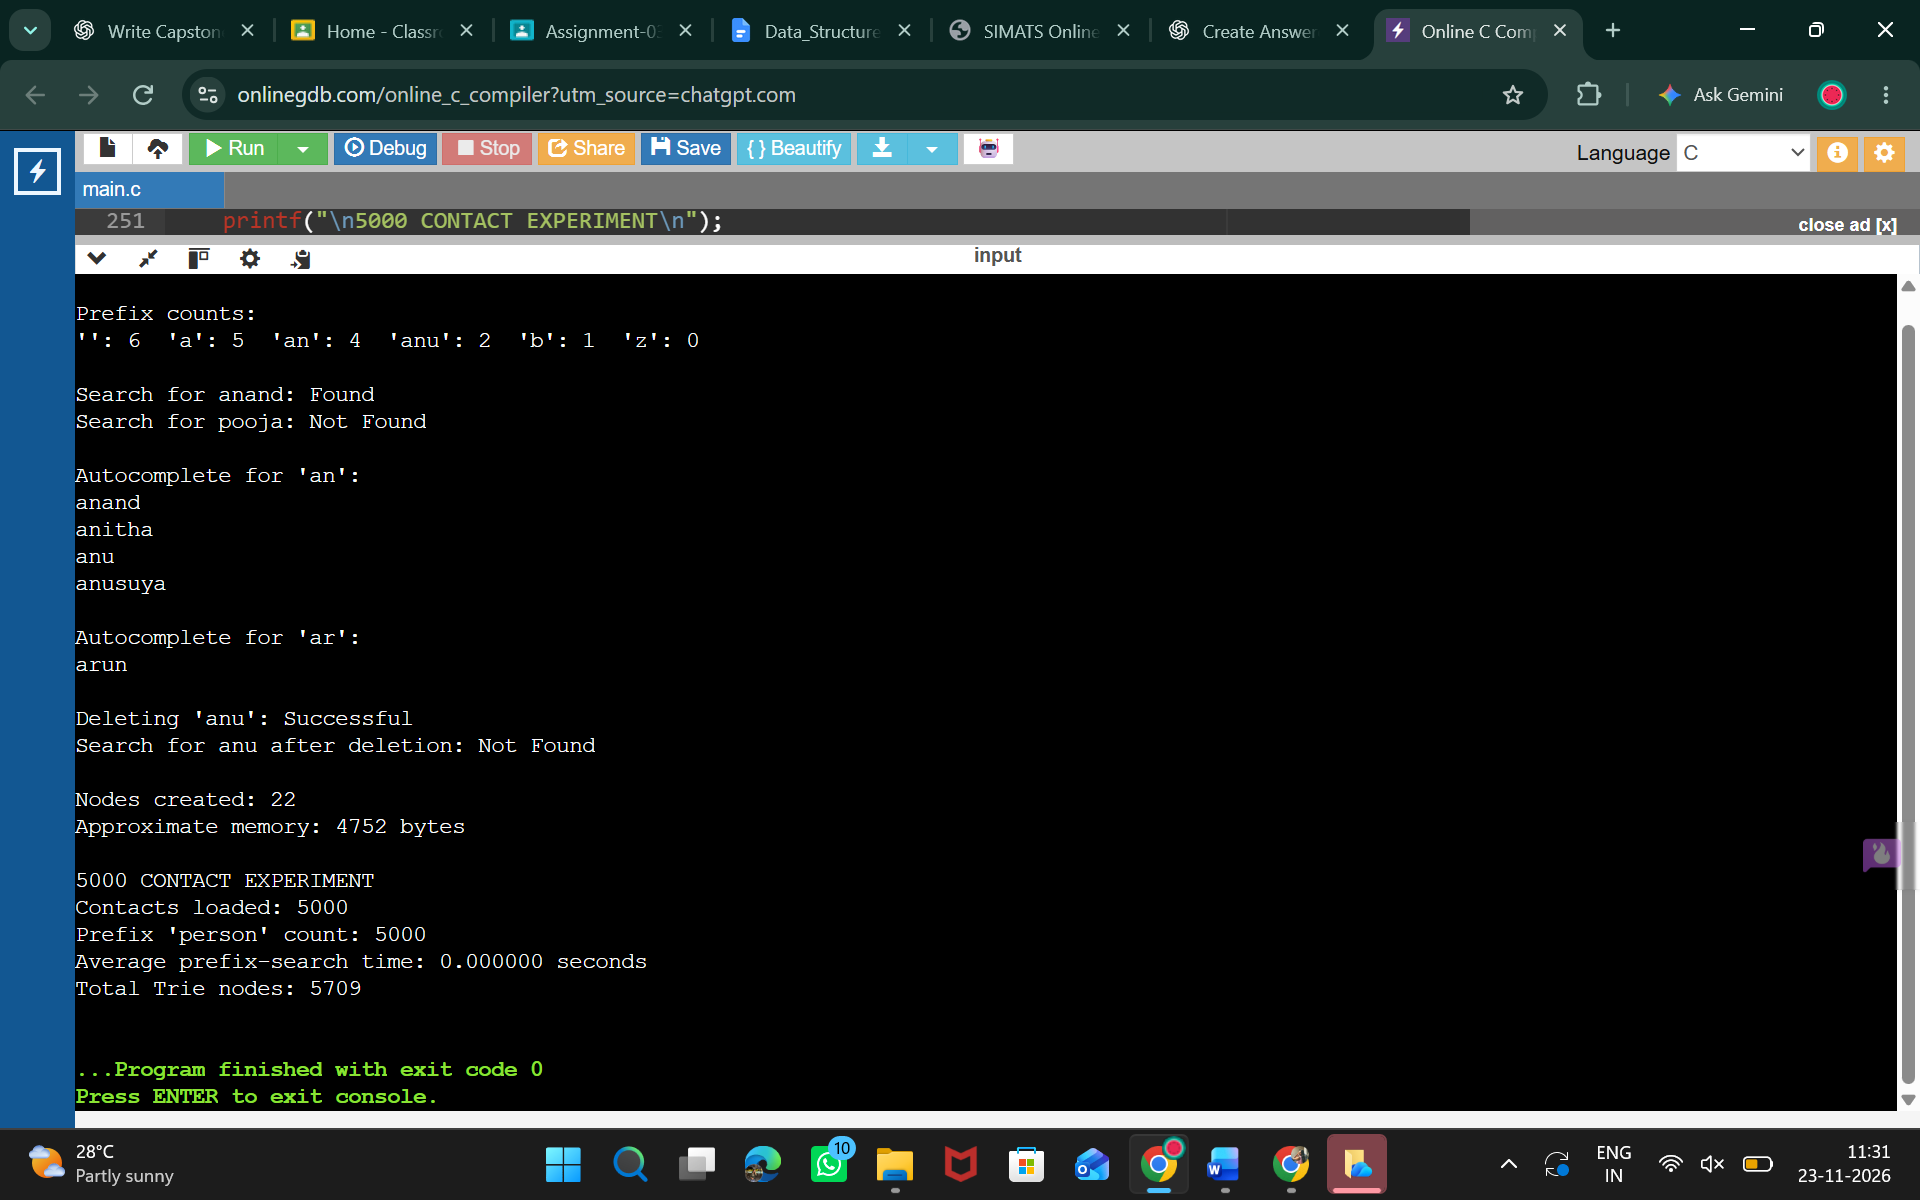 Write Capston
Home - Classr
Assignment-03
Data_Structure
SIMATS Online
Create Answer
Online C Com
onlinegdb.com/online_c_compiler?utm_source=chatgpt.com
Ask Gemini
Run
Debug
Stop
Share
Save
{ } Beautify
Language C
main.c
251 printf("\n5000 CONTACT EXPERIMENT\n");
close ad [x]
input
Prefix counts:
'': 6 'a': 5 'an': 4 'anu': 2 'b': 1 'z': 0
Search for anand: Found
Search for pooja: Not Found
Autocomplete for 'an':
anand
anitha
anu
anusuya
Autocomplete for 'ar':
arun
Deleting 'anu': Successful
Search for anu after deletion: Not Found
Nodes created: 22
Approximate memory: 4752 bytes
5000 CONTACT EXPERIMENT
Contacts loaded: 5000
Prefix 'person' count: 5000
Average prefix-search time: 0.000000 seconds
Total Trie nodes: 5709
...Program finished with exit code 0
Press ENTER to exit console.
28°C
Partly sunny
10
ENG
IN
11:31
23-11-2026